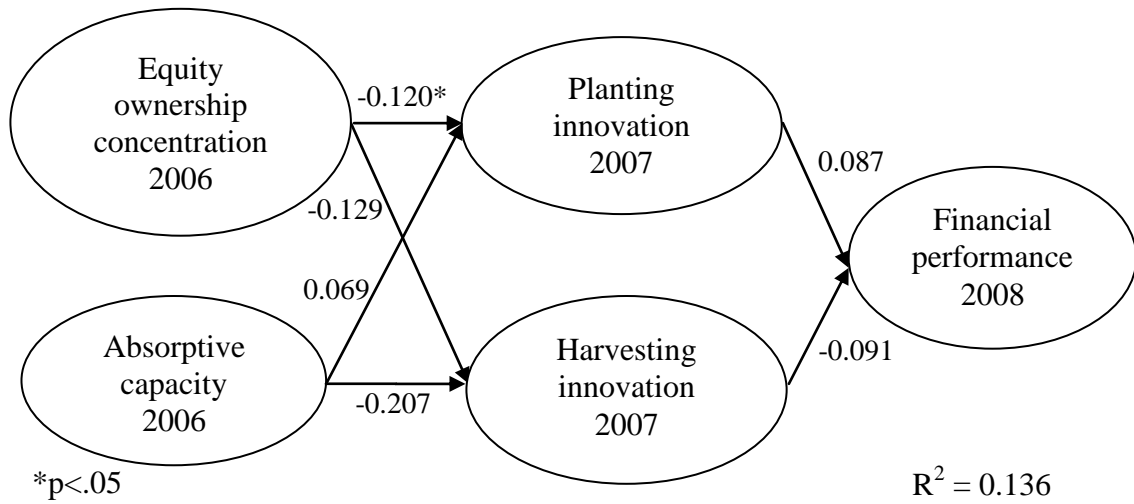 Equity
ownership
concentration
2006
-0.120*
Planting
innovation
2007
0.087
-0.129
Financial
performance
2008
0.069
Absorptive
capacity
2006
-0.207
Harvesting
innovation
2007
-0.091
*p<.05
R² = 0.136